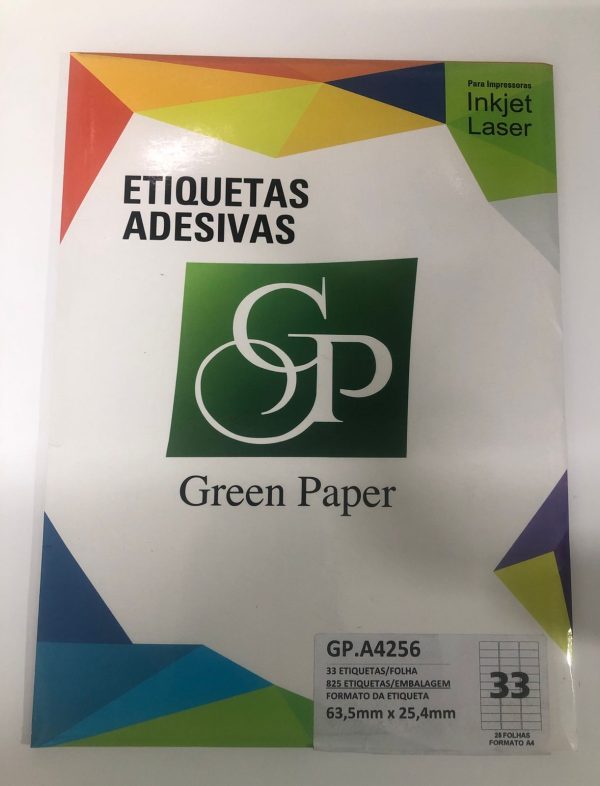 Para Impressoras
Inkjet
Laser
ETIQUETAS
ADESIVAS
GP
Green Paper
GP.A4256
33 ETIQUETAS/FOLHA
825 ETIQUETAS/EMBALAGEM
FORMATO DA ETIQUETA
63,5mm x 25,4mm
33
25 FOLHAS
FORMATO A4